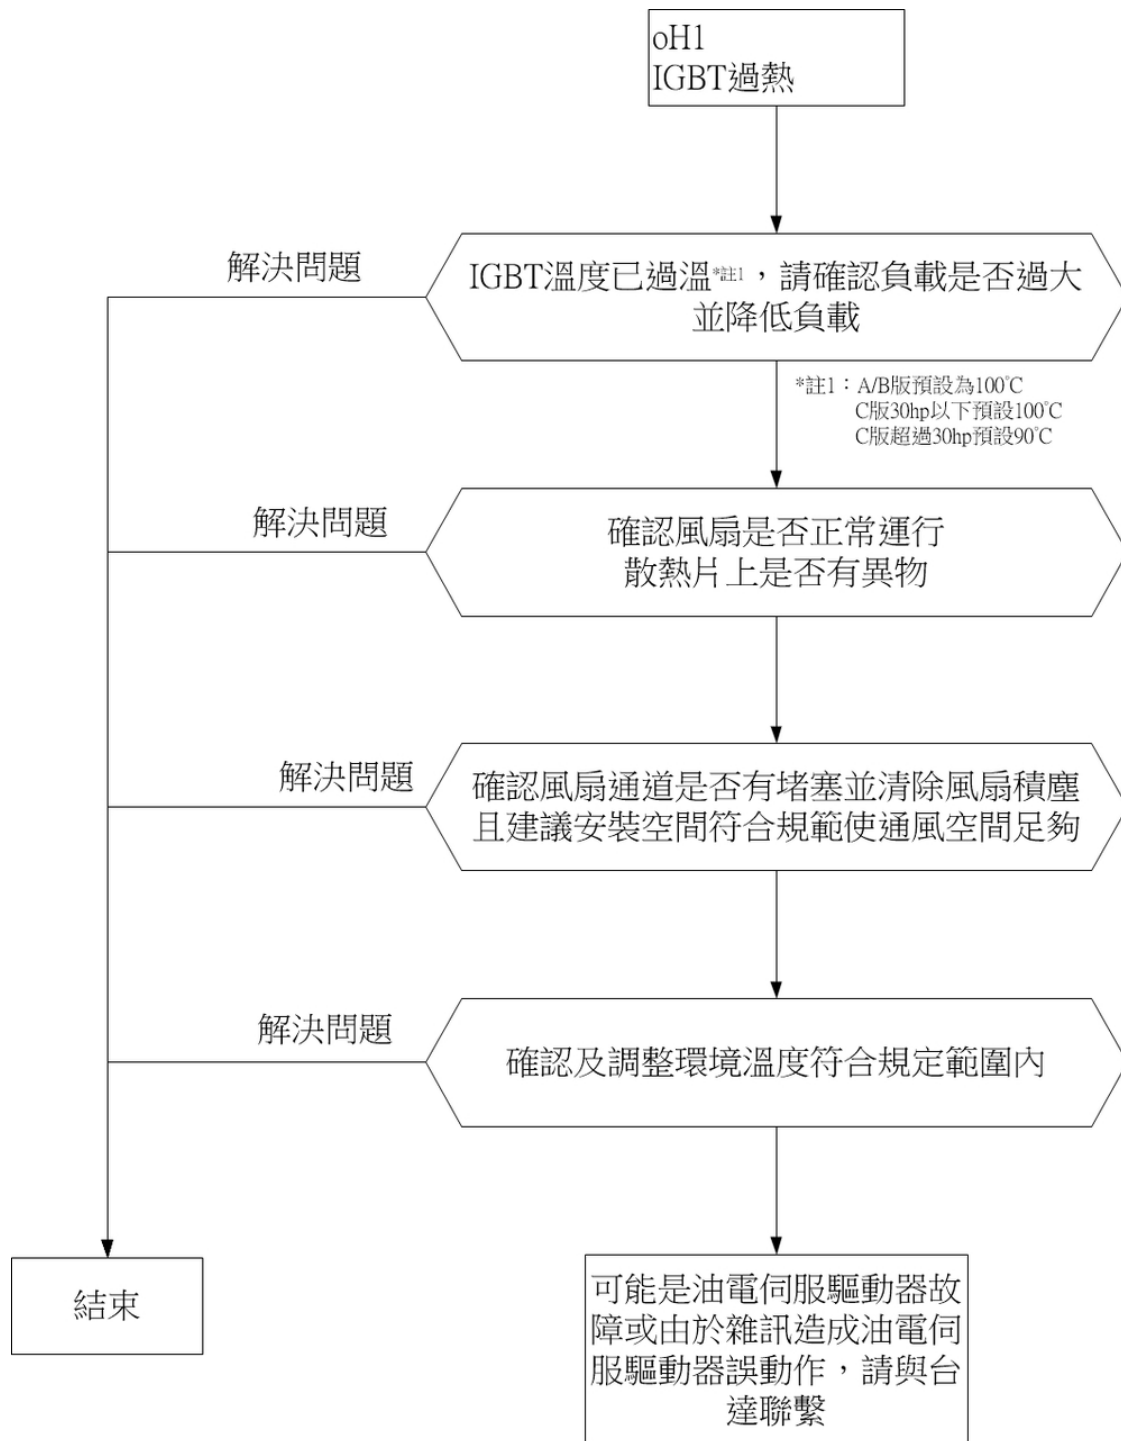 oH1
IGBT過熱
解決問題
IGBT溫度已過溫*註1，請確認負載是否過大
並降低負載
*註1：A/B版預設為100°C
C版30hp以下預設100°C
C版超過30hp預設90°C
解決問題
確認風扇是否正常運行
散熱片上是否有異物
解決問題
確認風扇通道是否有堵塞並清除風扇積塵
且建議安裝空間符合規範使通風空間足夠
解決問題
確認及調整環境溫度符合規定範圍內
結束
可能是油電伺服驅動器故
障或由於雜訊造成油電伺
服驅動器誤動作，請與台
達聯繫